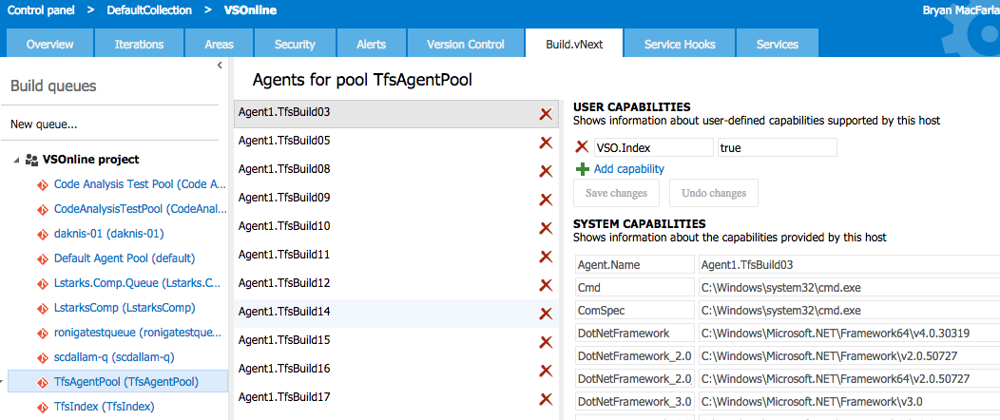 Control panel > DefaultCollection > VSOnline
Bryan MacFarla
Overview
Iterations
Areas
Security
Alerts
Version Control
Build.vNext
Service Hooks
Services
Build queues
New queue...
VSOnline project
Code Analysis Test Pool (Code A...
CodeAnalysisTestPool (CodeAnal...
daknis-01 (daknis-01)
Default Agent Pool (default)
Lstarks.Comp.Queue (Lstarks.C...
LstarksComp (LstarksComp)
ronigatestqueue (ronigatestque...
scdallam-q (scdallam-q)
TfsAgentPool (TfsAgentPool)
TfsIndex (TfsIndex)
Agents for pool TfsAgentPool
Agent1.TfsBuild03
Agent1.TfsBuild05
Agent1.TfsBuild08
Agent1.TfsBuild09
Agent1.TfsBuild10
Agent1.TfsBuild11
Agent1.TfsBuild12
Agent1.TfsBuild14
Agent1.TfsBuild15
Agent1.TfsBuild16
Agent1.TfsBuild17
USER CAPABILITIES
Shows information about user-defined capabilities supported by this host
VSO.Index true
Add capability
Save changes Undo changes
SYSTEM CAPABILITIES
Shows information about the capabilities provided by this host
Agent.Name Agent1.TfsBuild03
Cmd C:\Windows\system32\cmd.exe
ComSpec C:\Windows\system32\cmd.exe
DotNetFramework C:\Windows\Microsoft.NET\Framework64\v4.0.30319
DotNetFramework_2.0 C:\Windows\Microsoft.NET\Framework\v2.0.50727
DotNetFramework_2.0 C:\Windows\Microsoft.NET\Framework64\v2.0.50727
DotNetFramework_3.0 C:\Windows\Microsoft.NET\Framework\v3.0